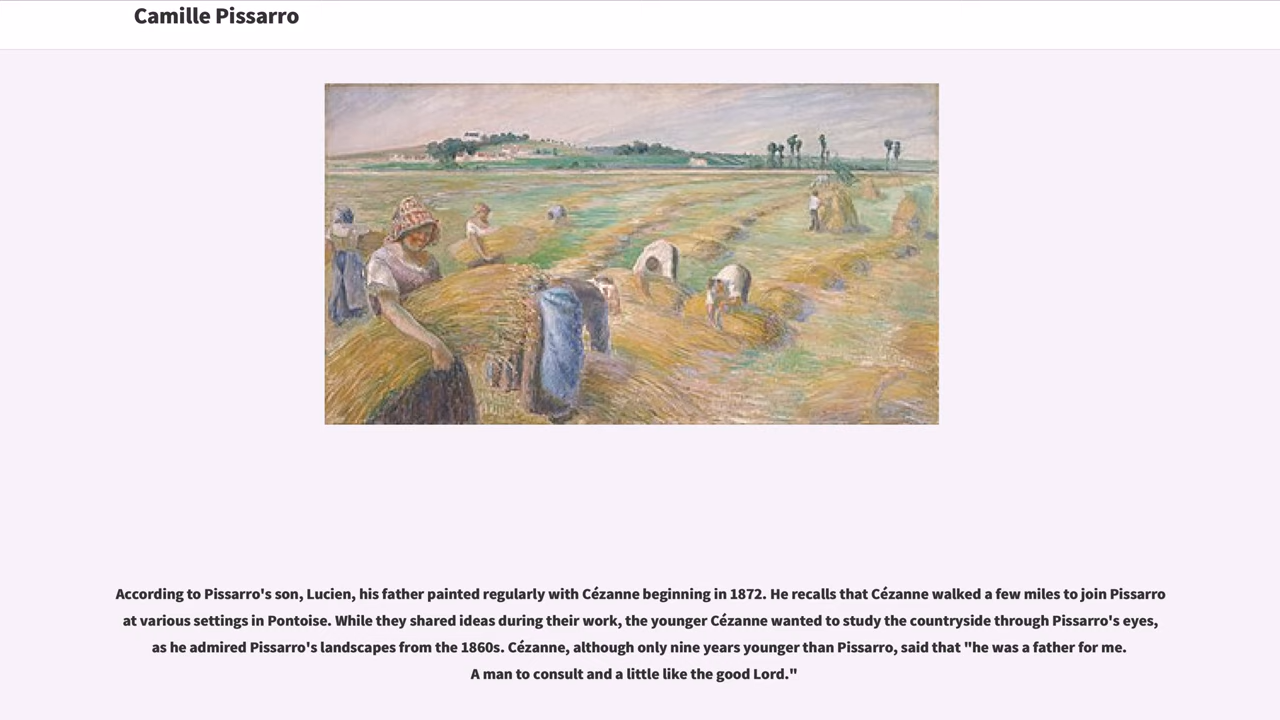 Camille Pissarro
According to Pissarro's son, Lucien, his father painted regularly with Cézanne beginning in 1872. He recalls that Cézanne walked a few miles to join Pissarro
at various settings in Pontoise. While they shared ideas during their work, the younger Cézanne wanted to study the countryside through Pissarro's eyes,
as he admired Pissarro's landscapes from the 1860s. Cézanne, although only nine years younger than Pissarro, said that "he was a father for me.
A man to consult and a little like the good Lord."